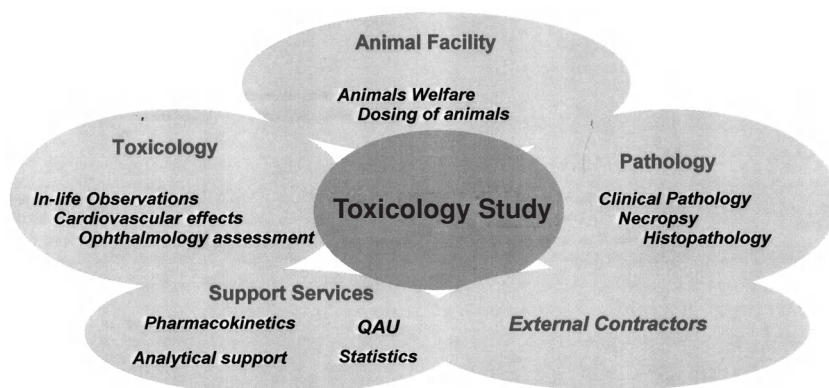 Animal Facility
Animals Welfare
Dosing of animals
Toxicology
In-life Observations
Cardiovascular effects
Ophthalmology assessment
Toxicology Study
Pathology
Clinical Pathology
Necropsy
Histopathology
Support Services
Pharmacokinetics QAU
Analytical support Statistics
External Contractors